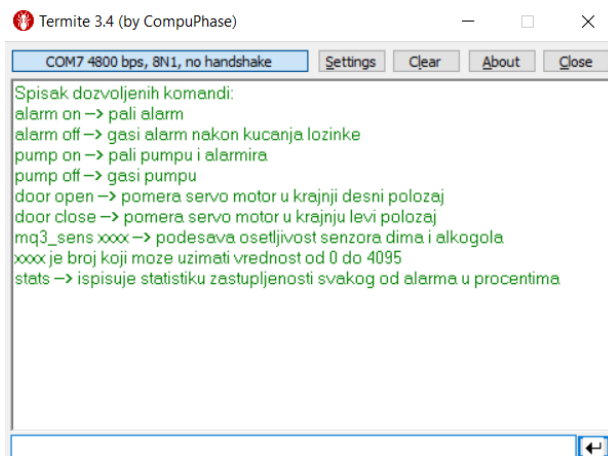 Termite 3.4 (by CompuPhase)
COM7 4800 bps, 8N1, no handshake Settings Clear About Close
Spisak dozvoljenih komandi:
alarm on --> pali alarm
alarm off --> gasi alarm nakon kucanja lozinke
pump on --> pali pumpu i alarmira
pump off --> gasi pumpu
door open --> pomera servo motor u krajnji desni polozaj
door close --> pomera servo motor u krajnju levi polozaj
mq3_sens xxxx --> podesava osetljivost senzora dima i alkogola
xxxx je broj koji moze uzimati vrednost od 0 do 4095
stats --> ispisuje statistiku zastupljenosti svakog od alarma u procentima